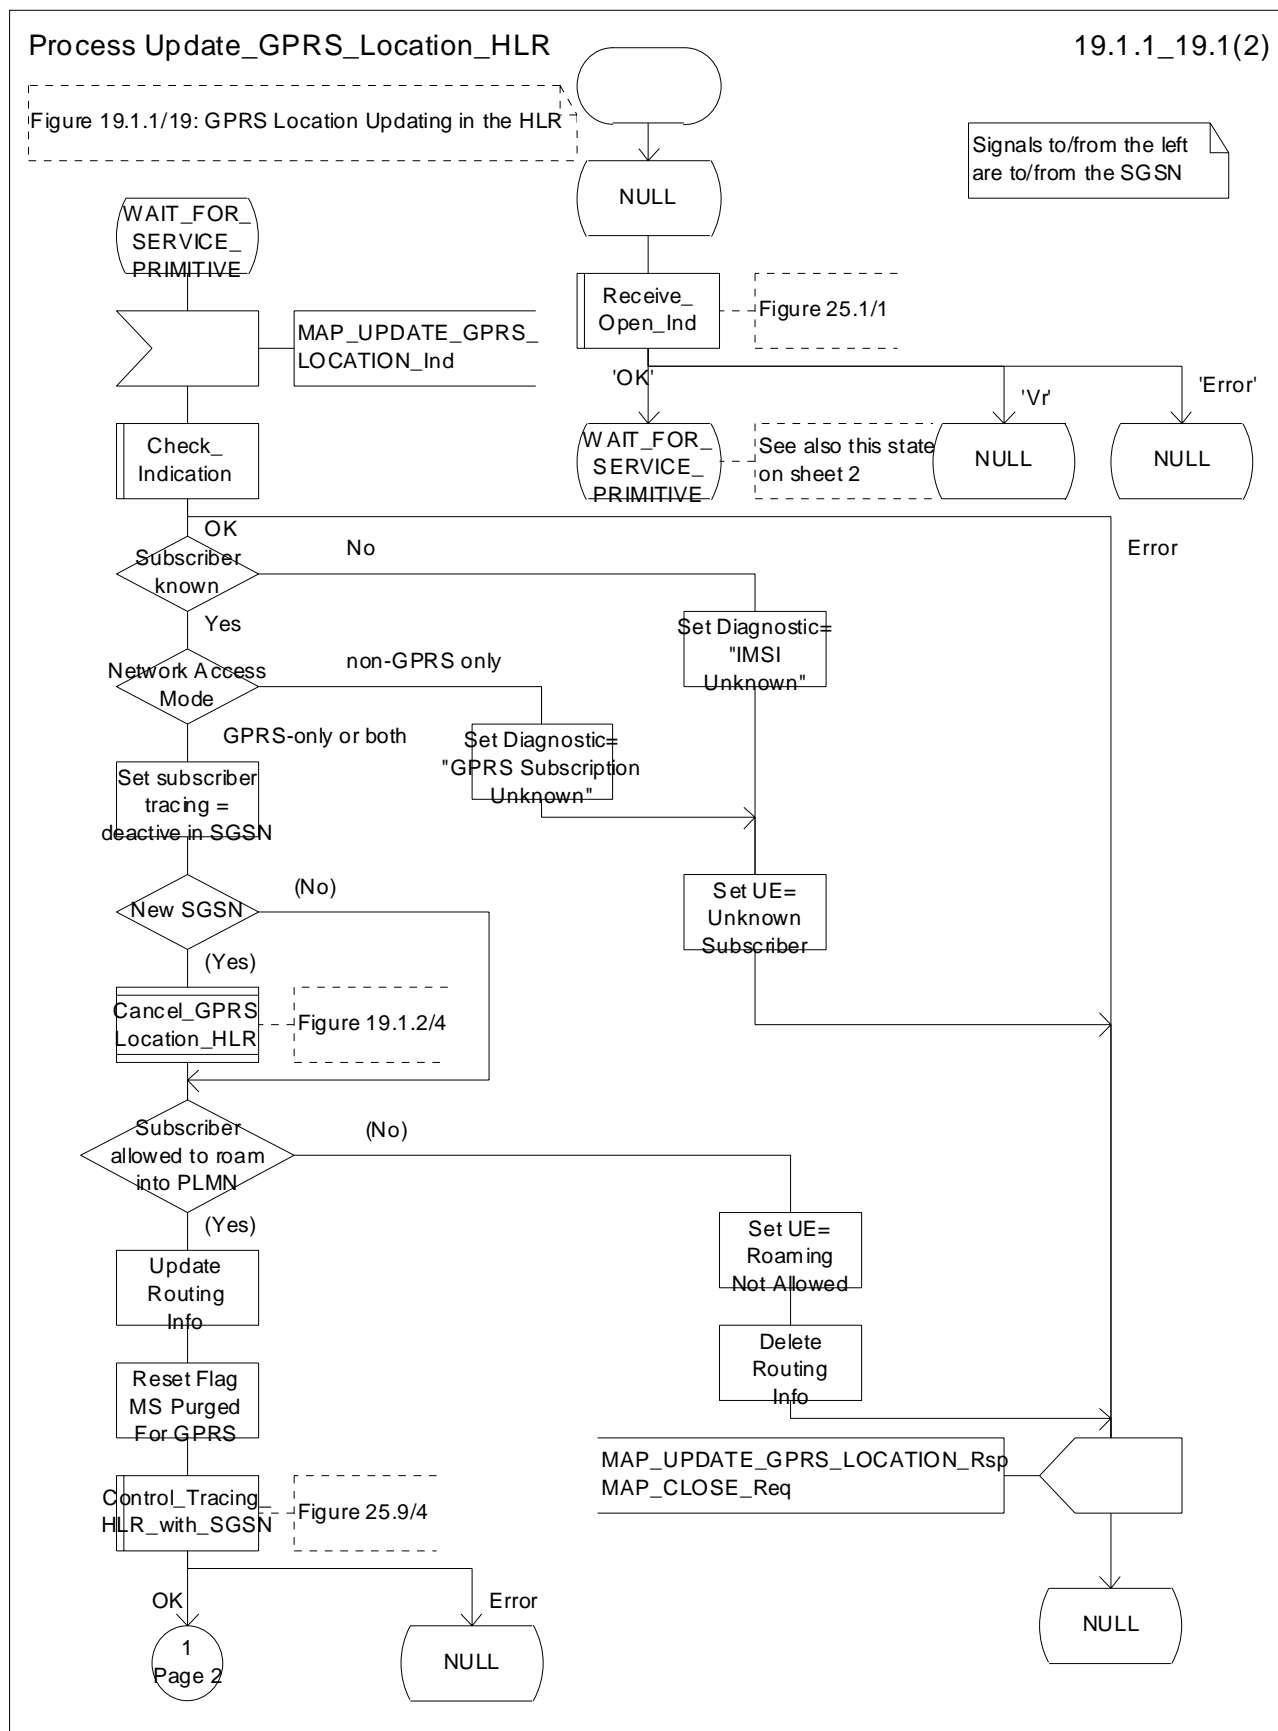 Process Update_GPRS_Location_HLR
19.1.1_19.1(2)
Figure 19.1.1/19: GPRS Location Updating in the HLR
Signals to/from the left
are to/from the SGSN
NULL
WAIT_FOR_
SERVICE_
PRIMITIVE
Receive_
Open_Ind
Figure 25.1/1
MAP_UPDATE_GPRS_
LOCATION_Ind
'OK'
'Vr'
'Error'
Check_
Indication
WAIT_FOR_
SERVICE_
PRIMITIVE
See also this state
on sheet 2
NULL
NULL
OK
Error
Subscriber
known
No
Yes
Set Diagnostic=
"IMSI
Unknown"
Network Access
Mode
non-GPRS only
GPRS-only or both
Set Diagnostic=
"GPRS Subscription
Unknown"
Set subscriber
tracing =
deactive in SGSN
New SGSN
(No)
(Yes)
Set UE=
Unknown
Subscriber
Cancel_GPRS
Location_HLR
Figure 19.1.2/4
Subscriber
allowed to roam
into PLMN
(No)
(Yes)
Set UE=
Roaming
Not Allowed
Update
Routing
Info
Delete
Routing
Info
Reset Flag
MS Purged
For GPRS
MAP_UPDATE_GPRS_LOCATION_Rsp
MAP_CLOSE_Req
Control_Tracing_
HLR_with_SGSN
Figure 25.9/4
OK
Error
1
Page 2
NULL
NULL